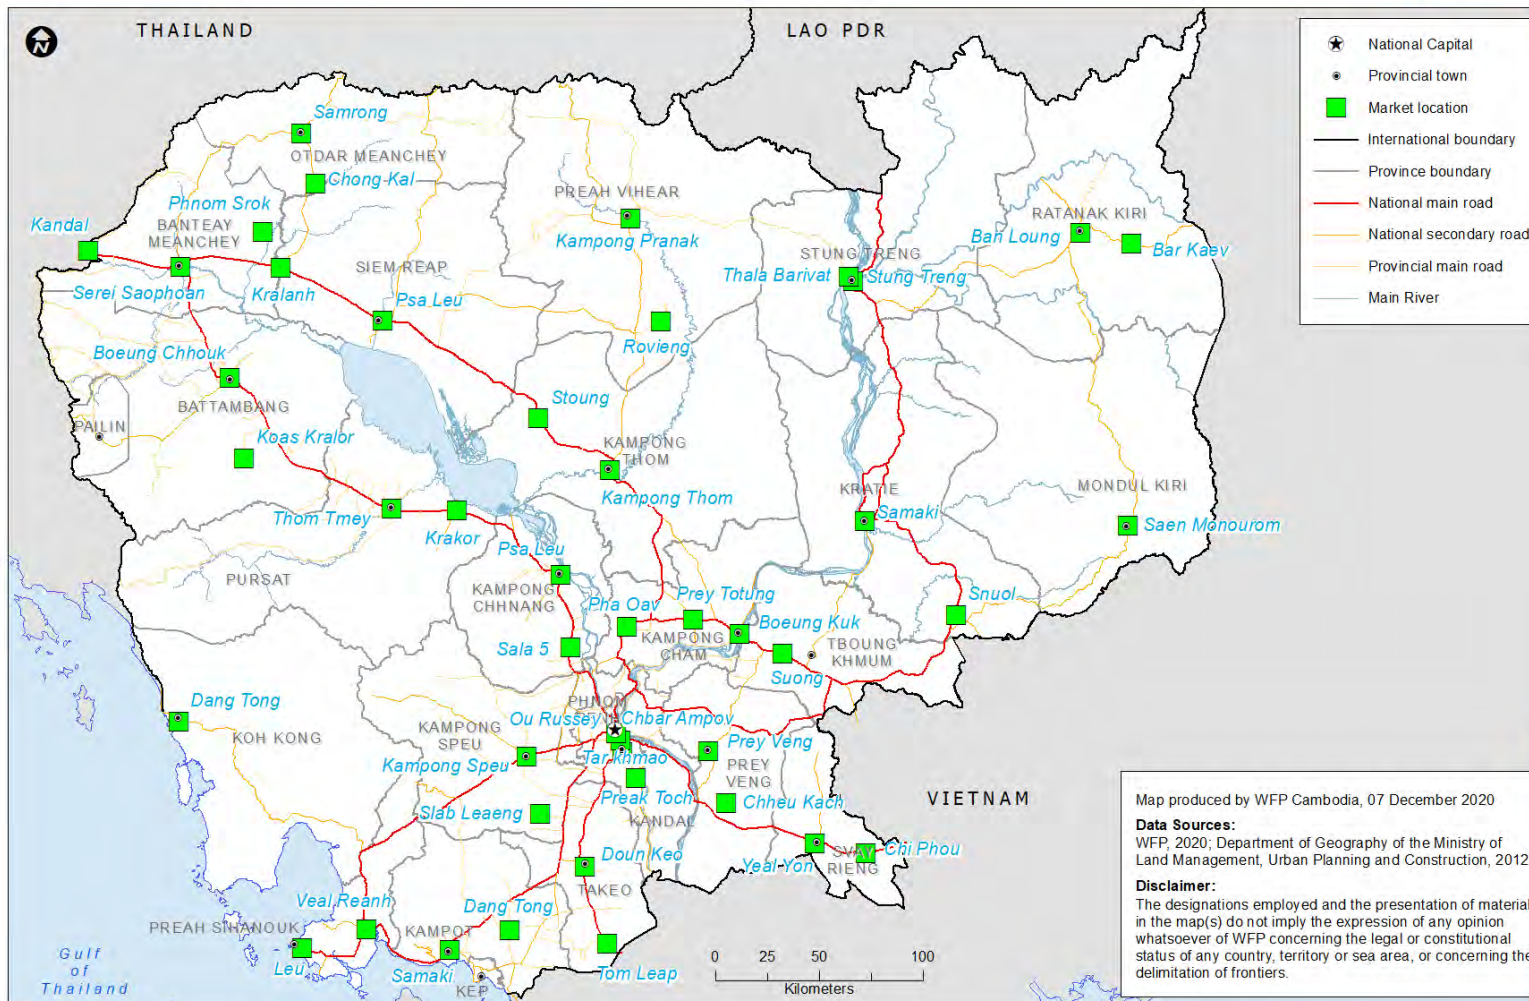 THAILAND
LAO PDR
N
National Capital
Provincial town
Market location
International boundary
Province boundary
National main road
National secondary road
Provincial main road
Main River
Samrong
OTDAR MEANCHEY
Chong-Kal
Phnom Srok
PREAH VIHEAR
Kandal
BANTEAY
MEANCHEY
Kampong Pranak
RATANAK KIRI
Ban Loung
Bar Kaev
STUNG TRENG
Thala Barivat
Stung Treng
SIEM REAP
Serei Saophoan
Kralanh
Psa Leu
Rovieng
Boeung Chhouk
BATTAMBANG
Stoung
PAILIN
Koas Kralor
KAMPONG
THOM
Kampong Thom
KRATIE
MONDUL KIRI
Samaki
Saen Monourom
Thom Tmey
Krakor
Psa Leu
PURSAT
KAMPONG
CHHNANG
Pha Oav
Prey Totung
Snuol
Boeung Kuk
KAMPONG
CHAM
TBOUNG
KHMUM
Sala 5
Suong
Dang Tong
KOH KONG
PHNOM
PENH
Ou Russey
Chbar Ampov
KAMPONG
SPEU
Kampong Speu
Tar khmao
Prey Veng
PREY
VENG
Preak Toch
Chheu Kach
Slab Leaeng
KANDAL
VIETNAM
Doun Keo
TAKEO
Yeal Yon
SVAY
RIENG
Chi Phou
Veal Reanh
Dang Tong
PREAH SIHANOUK
KAMPOT
Leu
Samaki
KEP
Tom Leap
Gulf
of
Thailand
0 50 100
Kilometers
Map produced by WFP Cambodia, 07 December 2020
Data Sources:
WFP, 2020; Department of Geography of the Ministry of
Land Management, Urban Planning and Construction, 2012
Disclaimer:
The designations employed and the presentation of material
in the map(s) do not imply the expression of any opinion
whatsoever of WFP concerning the legal or constitutional
status of any country, territory or sea area, or concerning the
delimitation of frontiers.